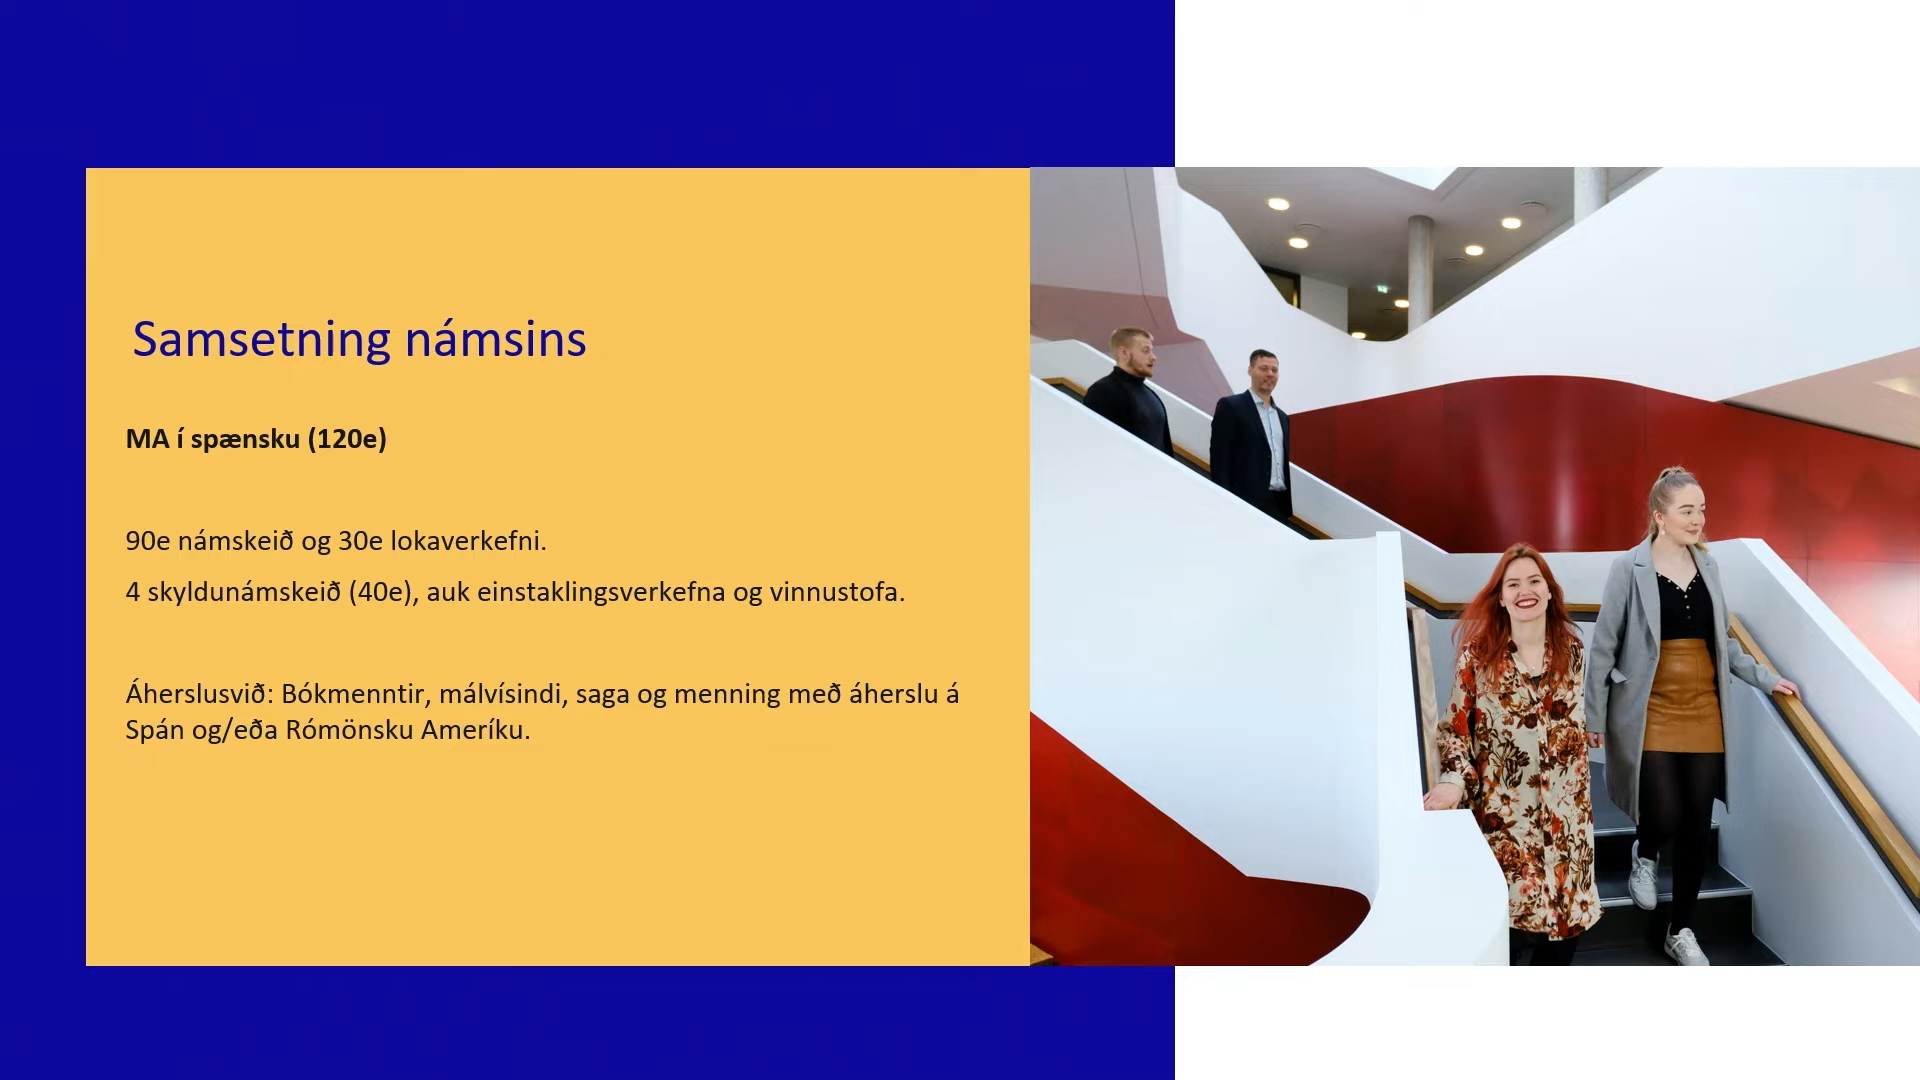 Samsetning námsins
MA í spænsku (120e)
90e námskeið og 30e lokaverkefni.
4 skyldunámskeið (40e), auk einstaklingsverkefna og vinnustofa.
Áherslusvið: Bókmenntir, málvísindi, saga og menning með áherslu á
Spán og/eða Rómönsku Ameríku.